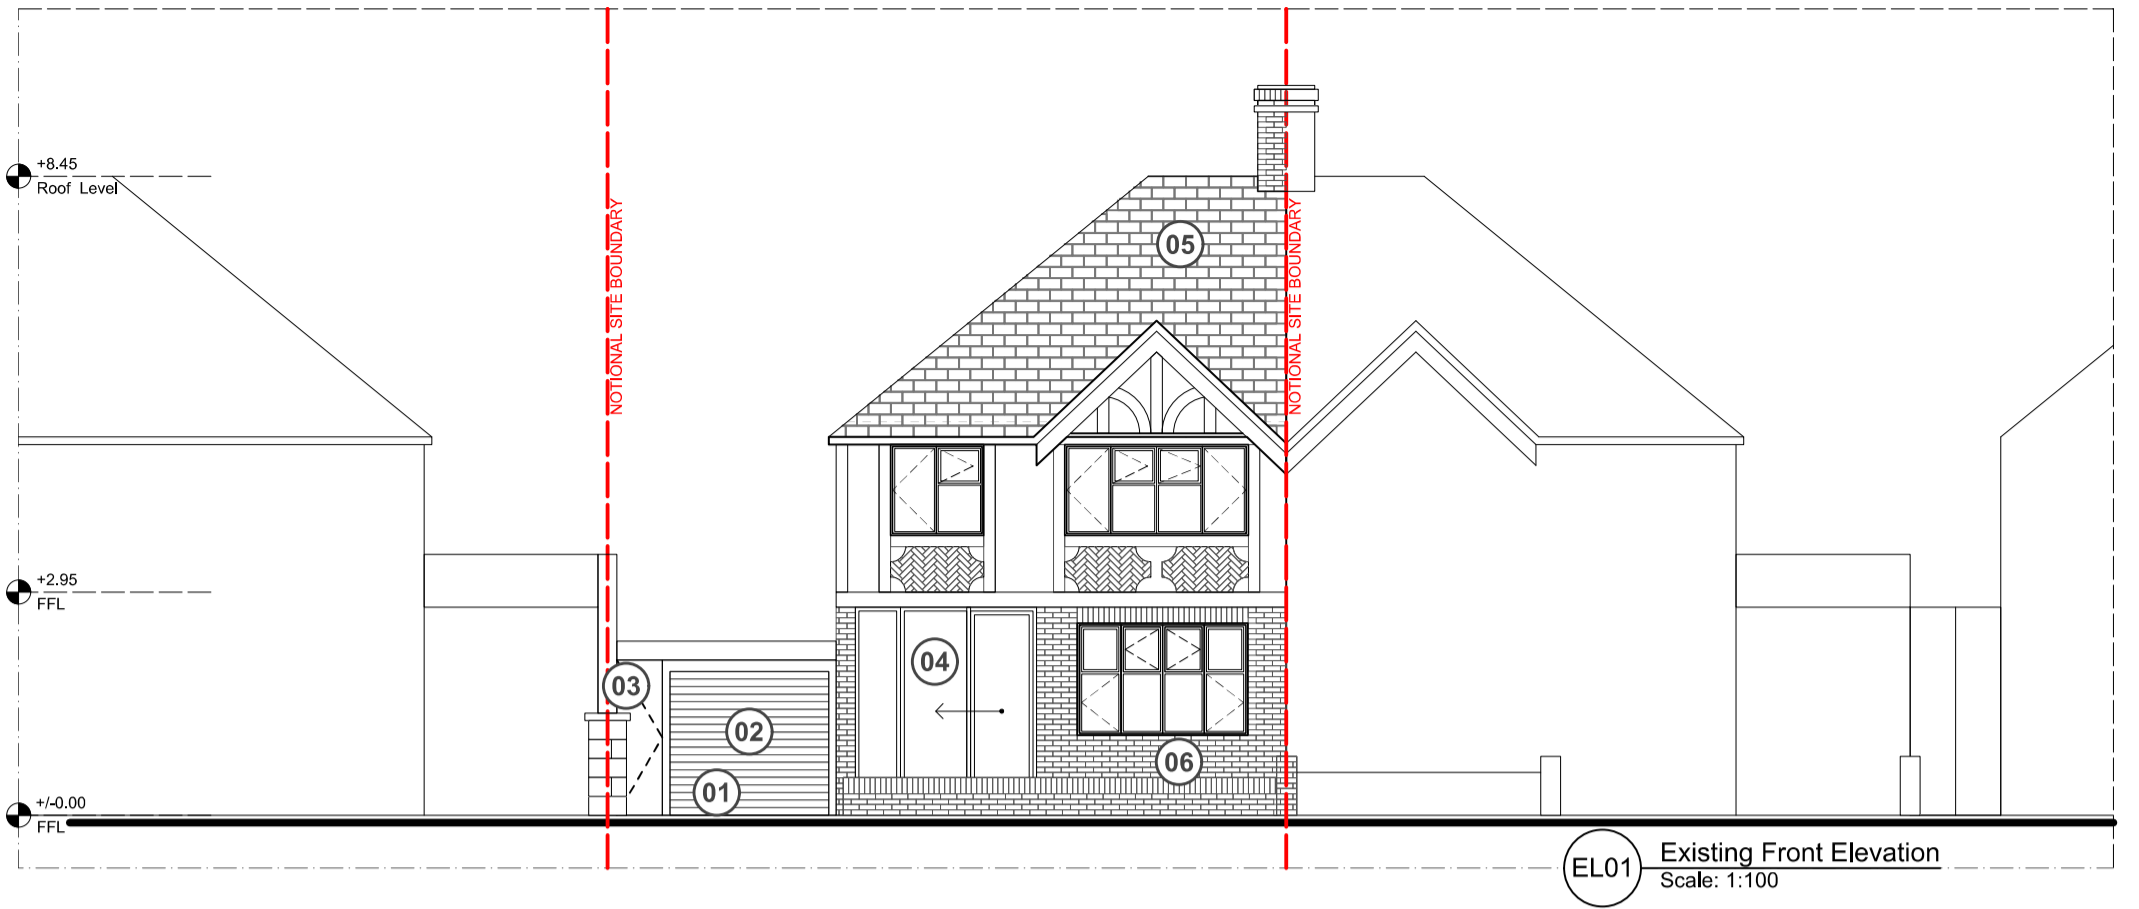 +8.45
Roof Level
NOTIONAL SITE BOUNDARY
NOTIONAL SITE BOUNDARY
05
+2.95
FFL
04
03
02
06
01
+/-0.00
FFL
EL01
Existing Front Elevation
Scale: 1:100